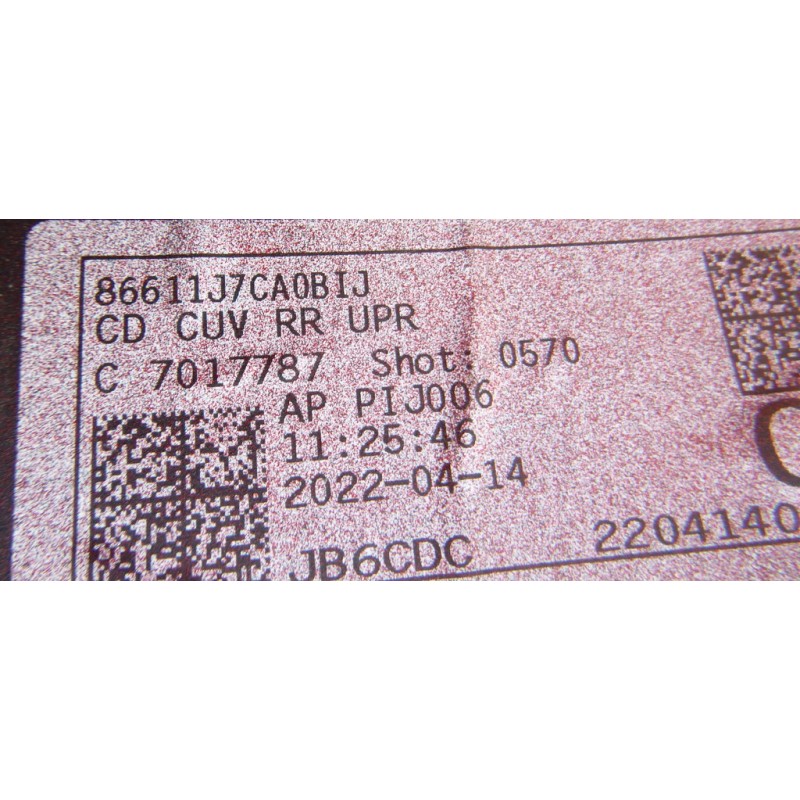 86611J7CA0BIJ
CD CUV RR UPR
C 7017787 Shot: 0570
AP PIJ006
11:25:46
2022-04-14
JB6CDC 2204140